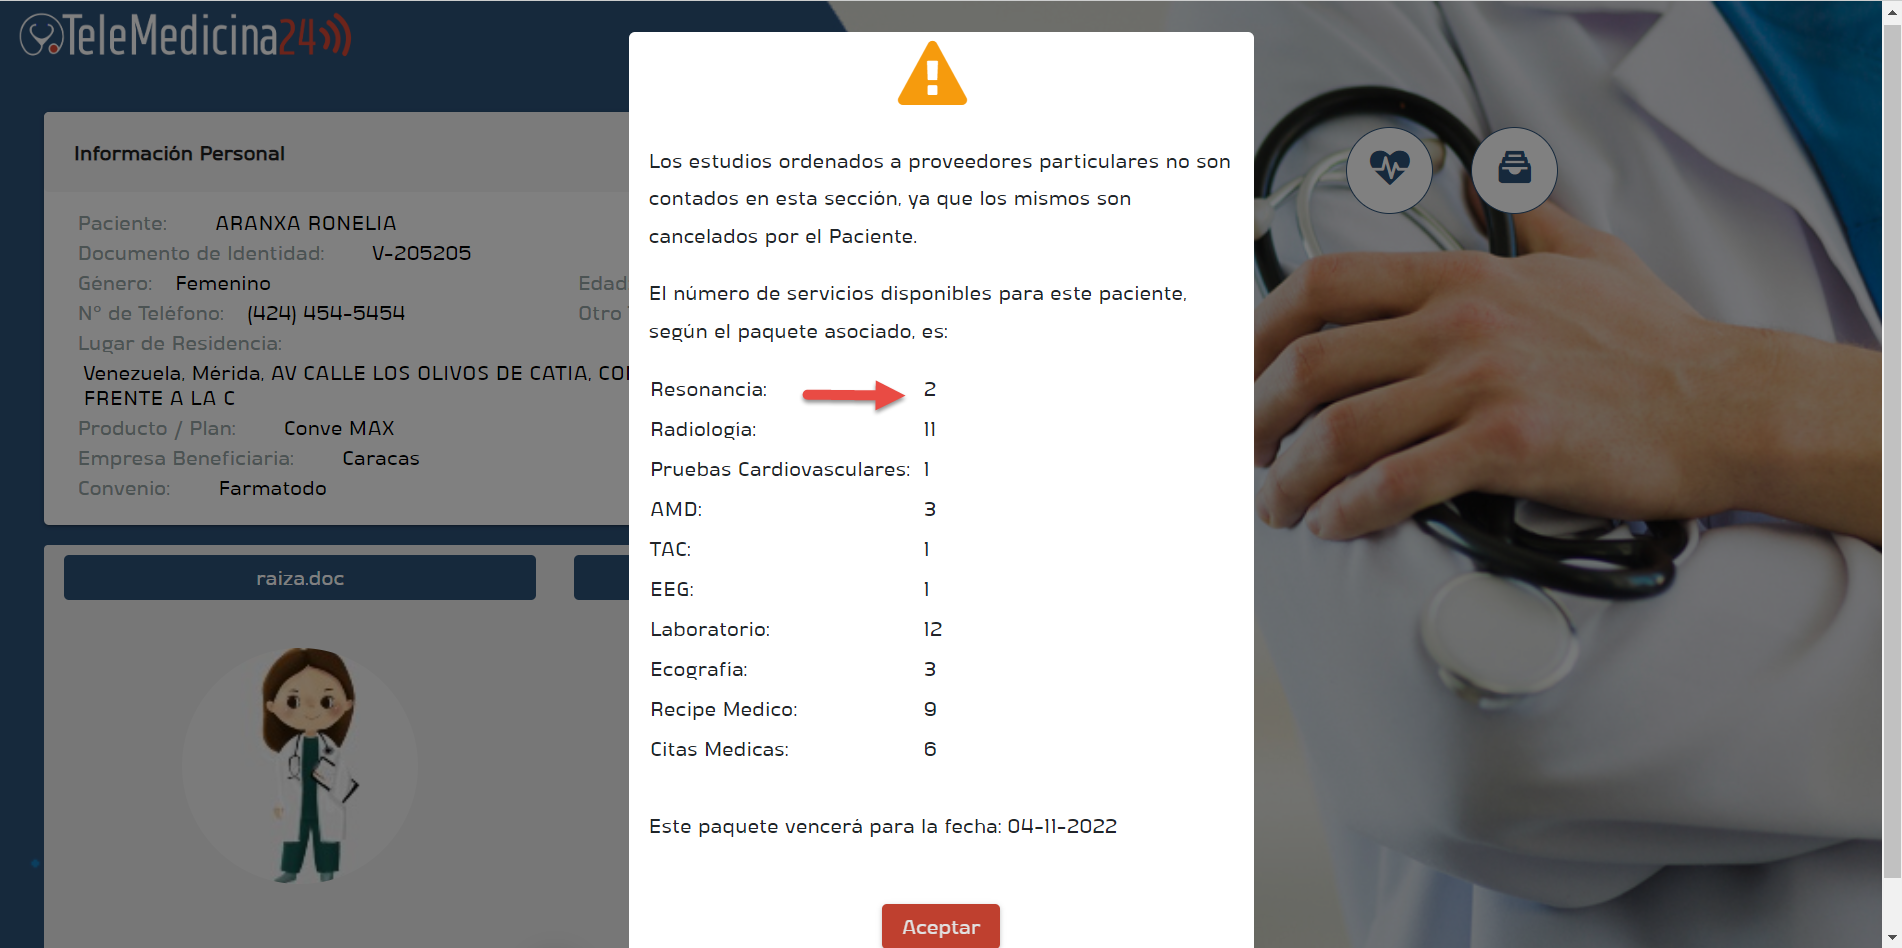 TeleMedicina24
Información Personal
Paciente: ARANXA RONELIA
Documento de Identidad: V-205205
Género: Femenino Edad
N° de Teléfono: (424) 454-5454 Otro
Lugar de Residencia:
Venezuela, Mérida, AV CALLE LOS OLIVOS DE CATIA,
FRENTE A LA C
Producto / Plan: Conve MAX
Empresa Beneficiaria: Caracas
Convenio: Farmatodo
raiza.doc
Los estudios ordenados a proveedores particulares no son
contados en esta sección, ya que los mismos son
cancelados por el Paciente.
El número de servicios disponibles para este paciente,
según el paquete asociado, es:
Resonancia: 2
Radiologia: 11
Pruebas Cardiovasculares: 1
AMD: 3
TAC: 1
EEG: 1
Laboratorio: 12
Ecografia: 3
Recipe Medico: 9
Citas Medicas: 6
Este paquete vencerá para la fecha: 04-11-2022
Aceptar